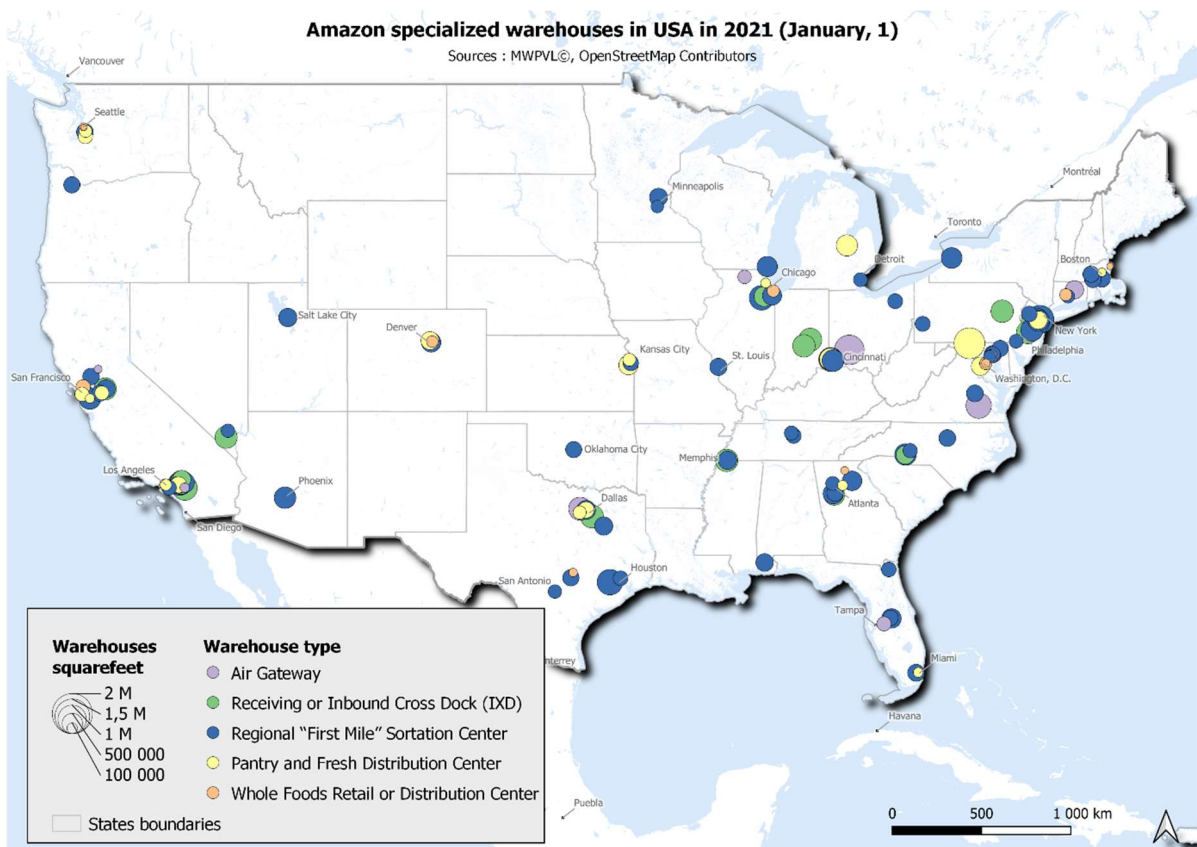 Amazon specialized warehouses in USA in 2021 (January, 1)
Sources : MWPVL©, OpenStreetMap Contributors
Vancouver
Seattle
Minneapolis
Montréal
Toronto
Boston
Detroit
Chicago
Salt Lake City
Denver
New York
Kansas City
St. Louis
Cincinnati
Philadelphia
San Francisco
Washington, D.C.
Oklahoma City
Memphis
Los Angeles
Phoenix
Dallas
Atlanta
San Diego
San Antonio
Houston
Tampa
Miami
nterrey
Havana
Puebla
Warehouses
squarefeet
2 M
1,5 M
1 M
500 000
100 000
Warehouse type
Air Gateway
Receiving or Inbound Cross Dock (IXD)
Regional “First Mile” Sortation Center
Pantry and Fresh Distribution Center
Whole Foods Retail or Distribution Center
States boundaries
0 500 1 000 km